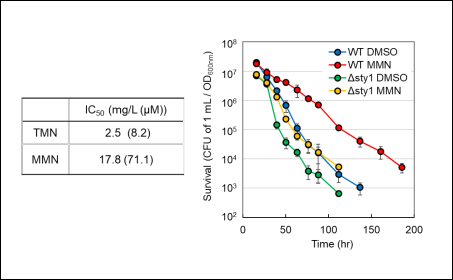 IC50 (mg/L (μM))
TMN 2.5 (8.2)
MMN 17.8 (71.1)
Survival (CFU of 1 mL / OD600nm)
10^8
10^7
10^6
10^5
10^4
10^3
10^2
WT DMSO
WT MMN
Δsty1 DMSO
Δsty1 MMN
0 50 100 150 200
Time (hr)